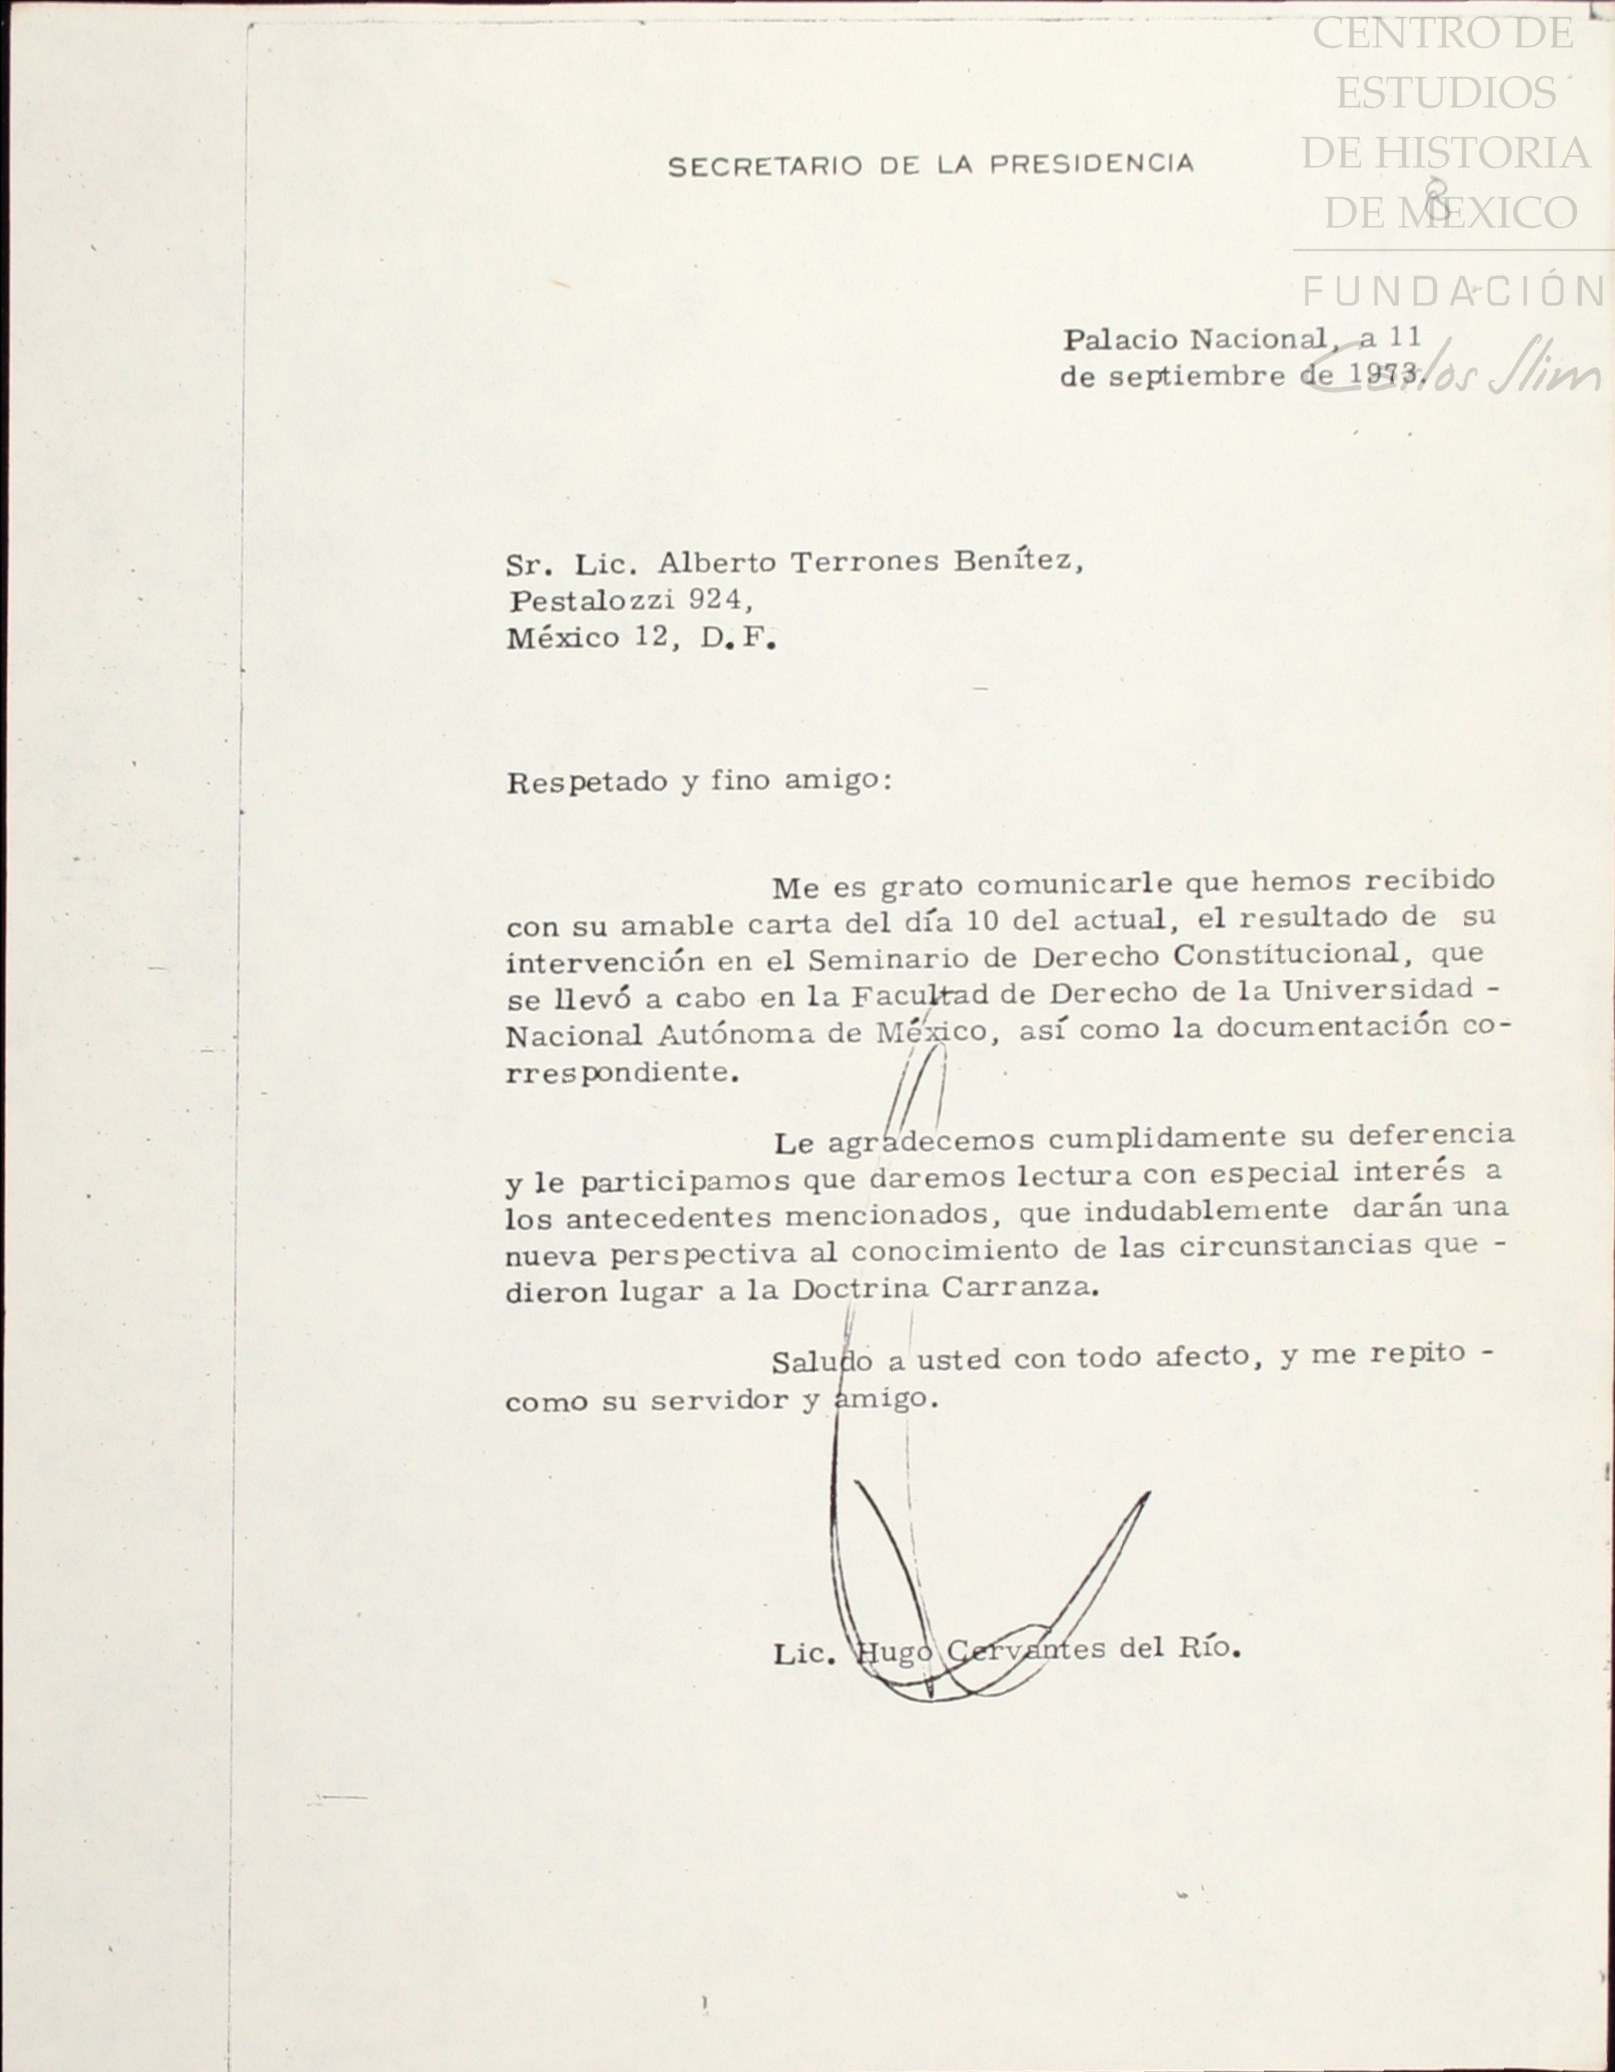 CENTRO DE
ESTUDIOS
DE HISTORIA
DE MEXICO
FUNDACIÓN
Carlos Slim
8
SECRETARIO DE LA PRESIDENCIA
Palacio Nacional, a 11
de septiembre de 1973.
Sr. Lic. Alberto Terrones Benítez,
Pestalozzi 924,
México 12, D.F.
Respetado y fino amigo:
Me es grato comunicarle que hemos recibido
con su amable carta del día 10 del actual, el resultado de su
intervención en el Seminario de Derecho Constitucional, que
se llevó a cabo en la Facultad de Derecho de la Universidad -
Nacional Autónoma de México, así como la documentación co-
rrespondiente.
Le agradecemos cumplidamente su deferencia
y le participamos que daremos lectura con especial interés a
los antecedentes mencionados, que indudablemente darán una
nueva perspectiva al conocimiento de las circunstancias que -
dieron lugar a la Doctrina Carranza.
Saludo a usted con todo afecto, y me repito -
como su servidor y amigo.
Lic. Hugo Cervantes del Río.